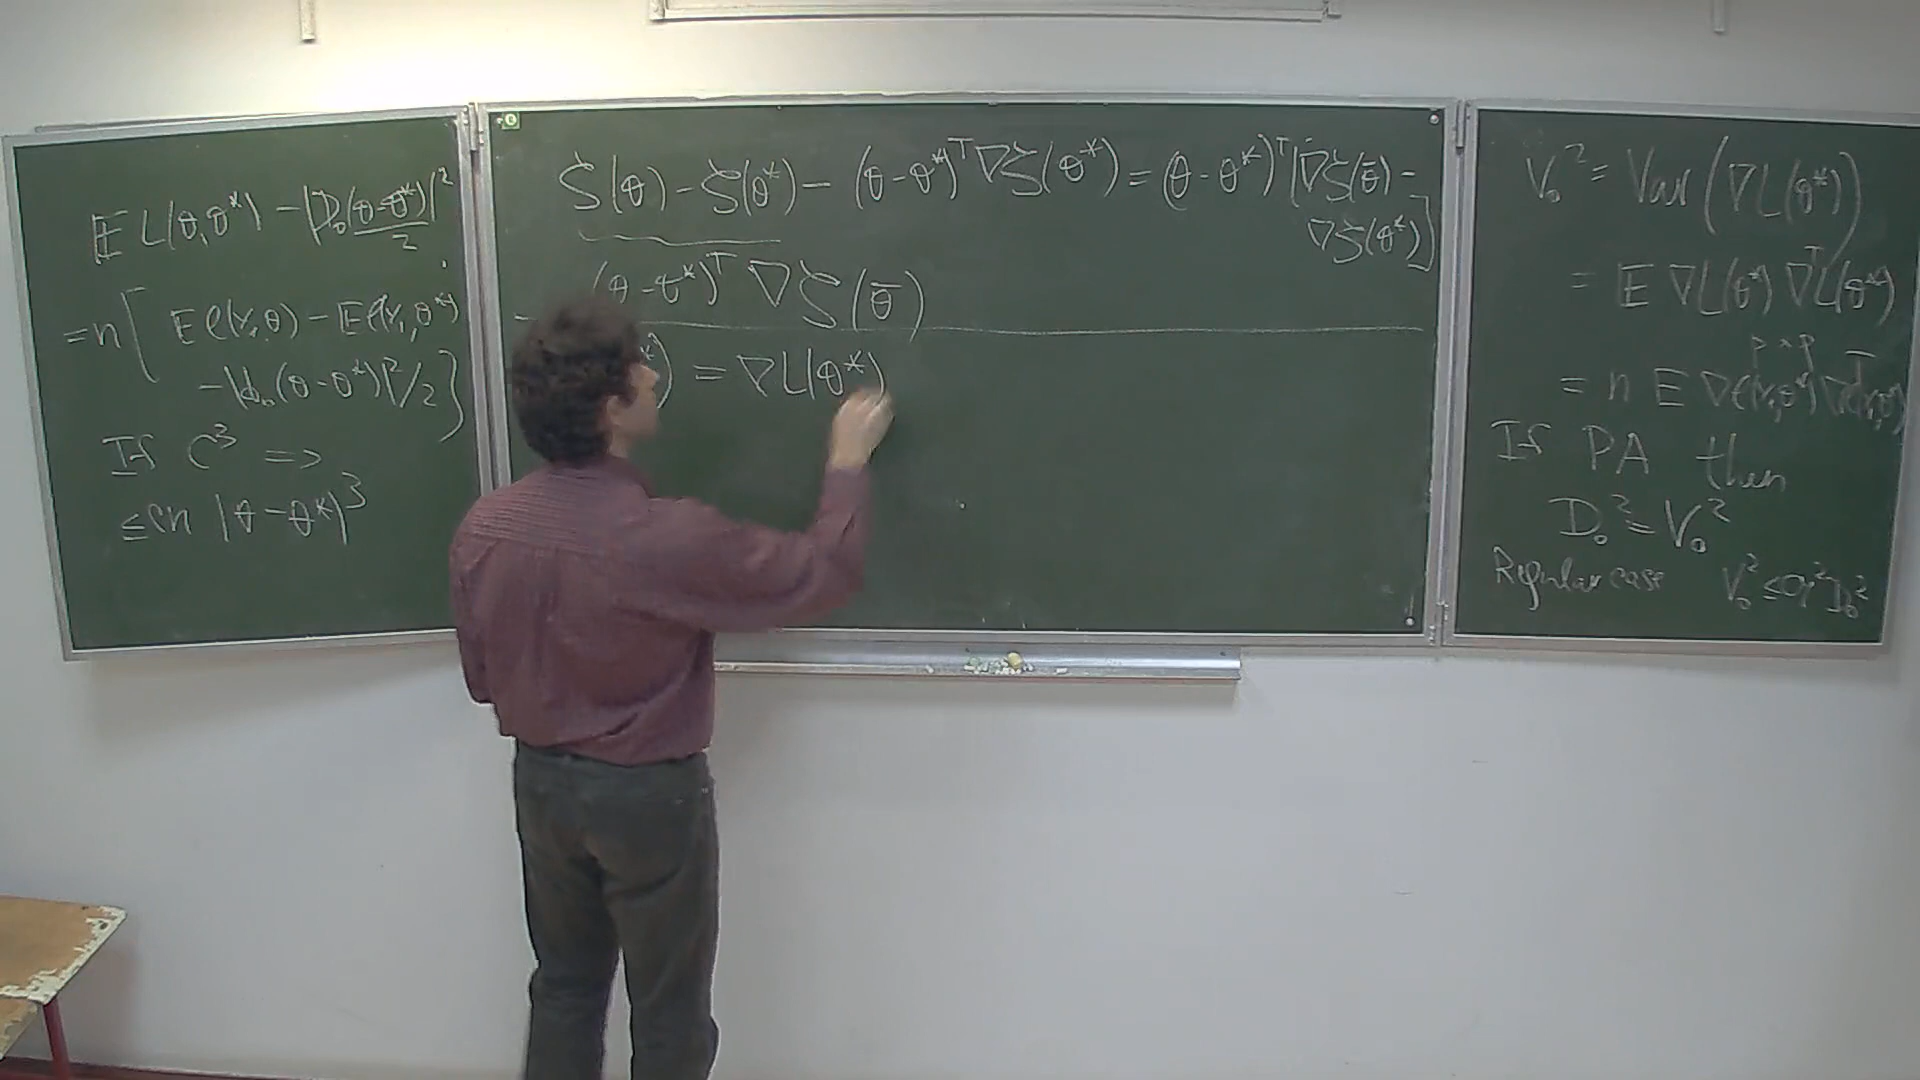 E L(θ, θ*) - |D₀(θ-θ*)|²/2
= n [ E ℓ(Y₁, θ) - E ℓ(Y₁, θ*)
- |d₀(θ-θ*)|²/2 ]
If C³ =>
≤ Cn |θ-θ*|³
ζ(θ) - ζ(θ*) - (θ-θ*)ᵀ ∇ζ(θ*) = (θ-θ*)ᵀ [∇ζ(θ̄) -
∇ζ(θ*)]
(θ-θ*)ᵀ ∇ζ(θ̄)
*) = ∇L(θ*)
V₀² = Var (∇L(θ*))
= E ∇L(θ*) ∇ᵀL(θ*)
p × p
= n E ∇ℓ(Y₁, θ*) ∇ᵀℓ(Y₁, θ*)
If PA then
D₀² = V₀²
Regular case V₀² ≤ a² D₀²